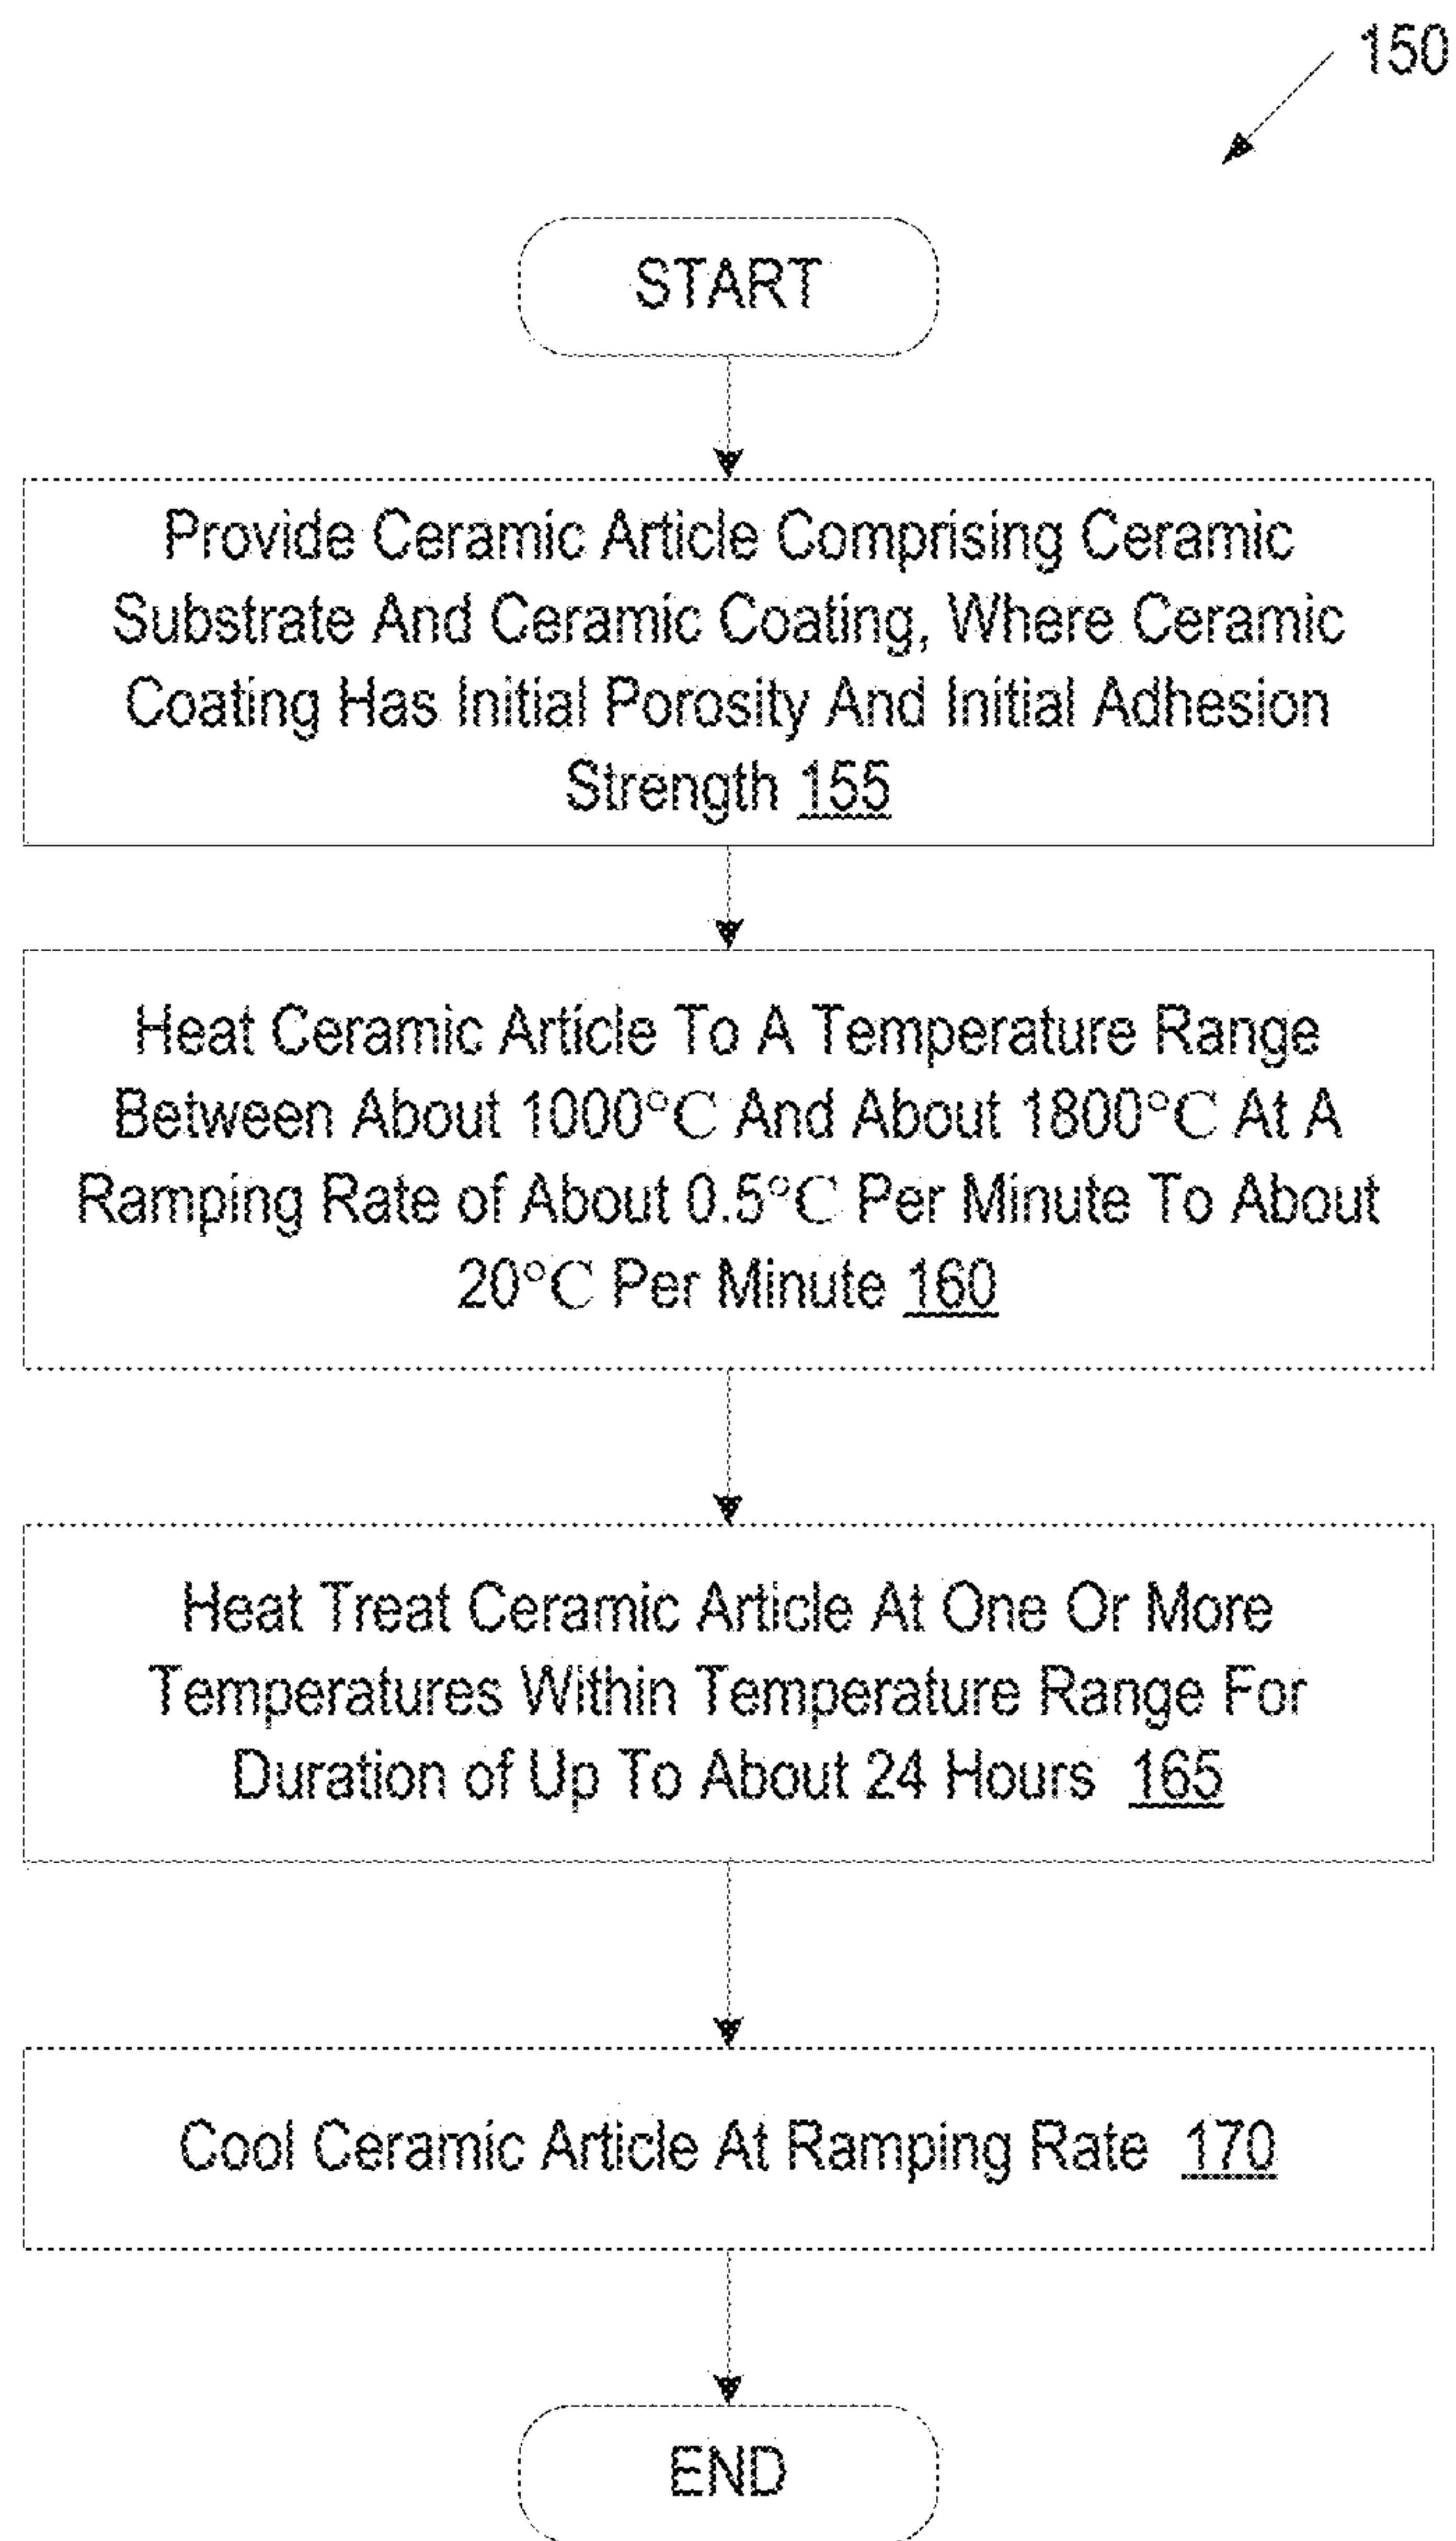 150
START
Provide Ceramic Article Comprising Ceramic
Substrate And Ceramic Coating, Where Ceramic
Coating Has Initial Porosity And Initial Adhesion
Strength 155
Heat Ceramic Article To A Temperature Range
Between About 1000°C And About 1800°C At A
Ramping Rate of About 0.5°C Per Minute To About
20°C Per Minute 160
Heat Treat Ceramic Article At One Or More
Temperatures Within Temperature Range For
Duration of Up To About 24 Hours 165
Cool Ceramic Article At Ramping Rate 170
END